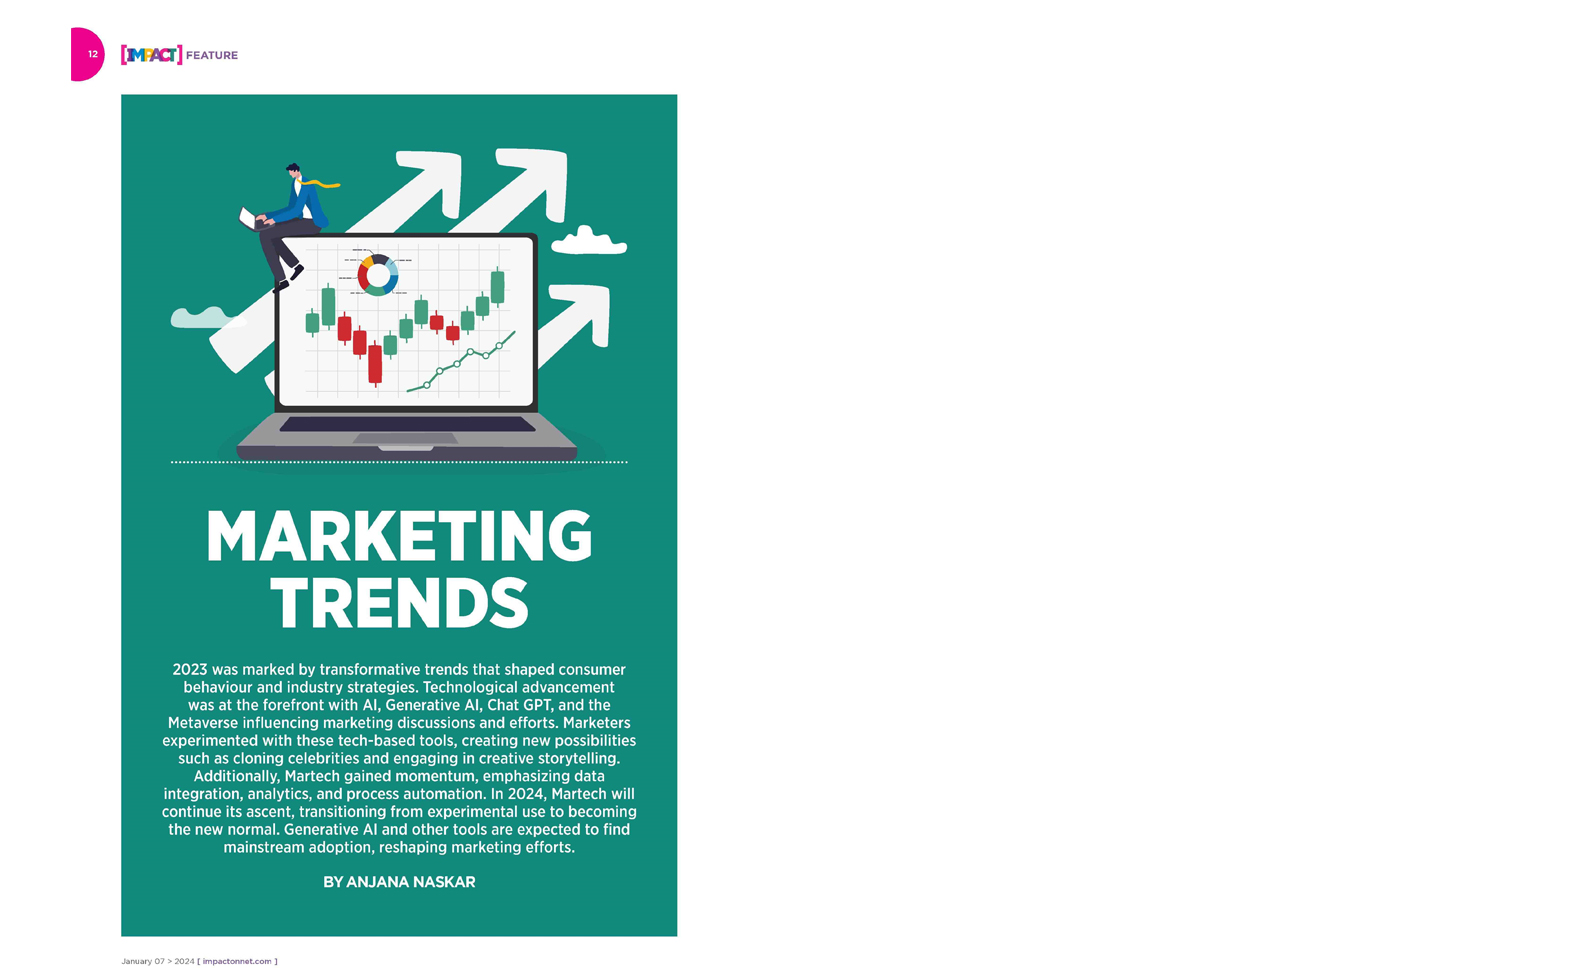 12
[IMPACT] FEATURE
MARKETING
TRENDS
2023 was marked by transformative trends that shaped consumer
behaviour and industry strategies. Technological advancement
was at the forefront with AI, Generative AI, Chat GPT, and the
Metaverse influencing marketing discussions and efforts. Marketers
experimented with these tech-based tools, creating new possibilities
such as cloning celebrities and engaging in creative storytelling.
Additionally, Martech gained momentum, emphasizing data
integration, analytics, and process automation. In 2024, Martech will
continue its ascent, transitioning from experimental use to becoming
the new normal. Generative AI and other tools are expected to find
mainstream adoption, reshaping marketing efforts.
BY ANJANA NASKAR
January 07 > 2024 [ impactonnet.com ]